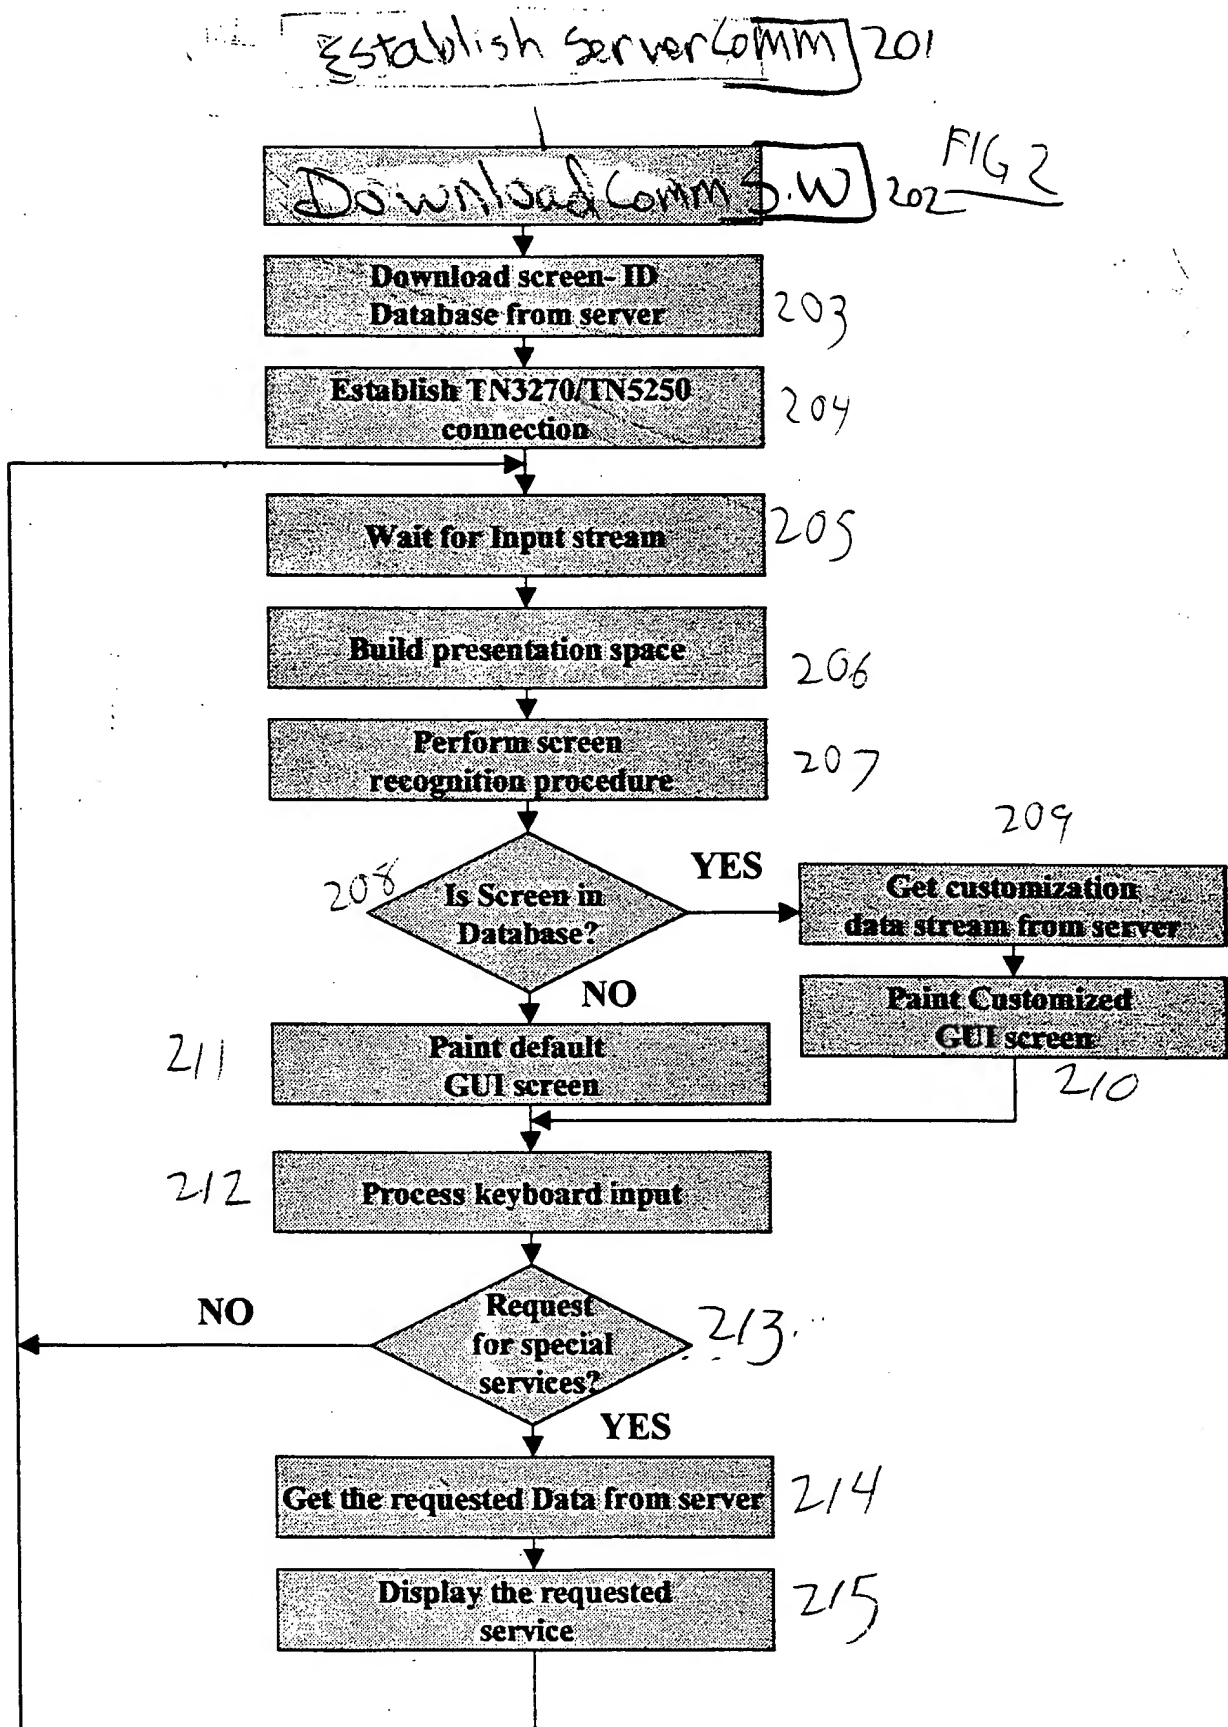 Establish Server Comm 201
Download Comm S.W 202
FIG 2
Download screen- ID
Database from server
203
Establish TN3270/TN5250
connection
204
Wait for Input stream
205
Build presentation space
206
Perform screen
recognition procedure
207
208
Is Screen in
Database?
YES
209
Get customization
data stream from server
NO
Paint Customized
GUI screen
210
211
Paint default
GUI screen
212
Process keyboard input
NO
Request
for special
services?
213
YES
Get the requested Data from server
214
Display the requested
service
215